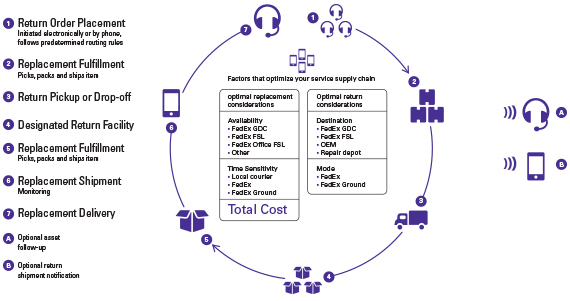 1 Return Order Placement
Initiated electronically or by phone,
follows predetermined routing rules
2 Replacement Fulfillment
Picks, packs and ships item
3 Return Pickup or Drop-off
4 Designated Return Facility
5 Replacement Fulfillment
Picks, packs and ships item
6 Replacement Shipment
Monitoring
7 Replacement Delivery
A Optional asset
follow-up
B Optional return
shipment notification
7
1
2
3
4
5
6
Factors that optimize your service supply chain
optimal replacement
considerations
Availability
• FedEx GDC
• FedEx FSL
• FedEx Office FSL
• Other
Time Sensitivity
• Local courier
• FedEx
• FedEx Ground
Total Cost
Optimal return
considerations
Destination
• FedEx GDC
• FedEx FSL
• OEM
• Repair depot
Mode
• FedEx
• FedEx Ground
A
B